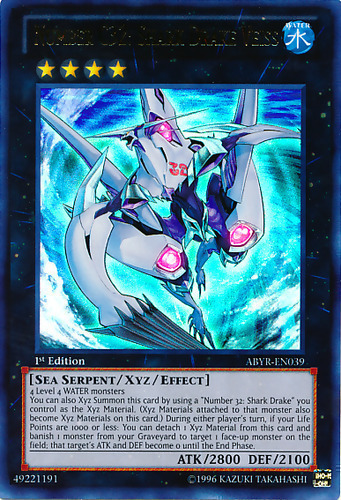 NUMBER C32: SHARK DRAKE VEISS
WATER
水
32
1st Edition
ABYR-EN039
[SEA SERPENT/XYZ/EFFECT]
4 Level 4 WATER monsters
You can also Xyz Summon this card by using a "Number 32: Shark Drake" you
control as the Xyz Material. (Xyz Materials attached to that monster also
become Xyz Materials on this card.) During either player's turn, if your Life
Points are 1000 or less: You can detach 1 Xyz Material from this card and
banish 1 monster from your Graveyard to target 1 face-up monster on the
field; that target's ATK and DEF become 0 until the End Phase.
ATK/2800 DEF/2100
49221191
©1996 KAZUKI TAKAHASHI